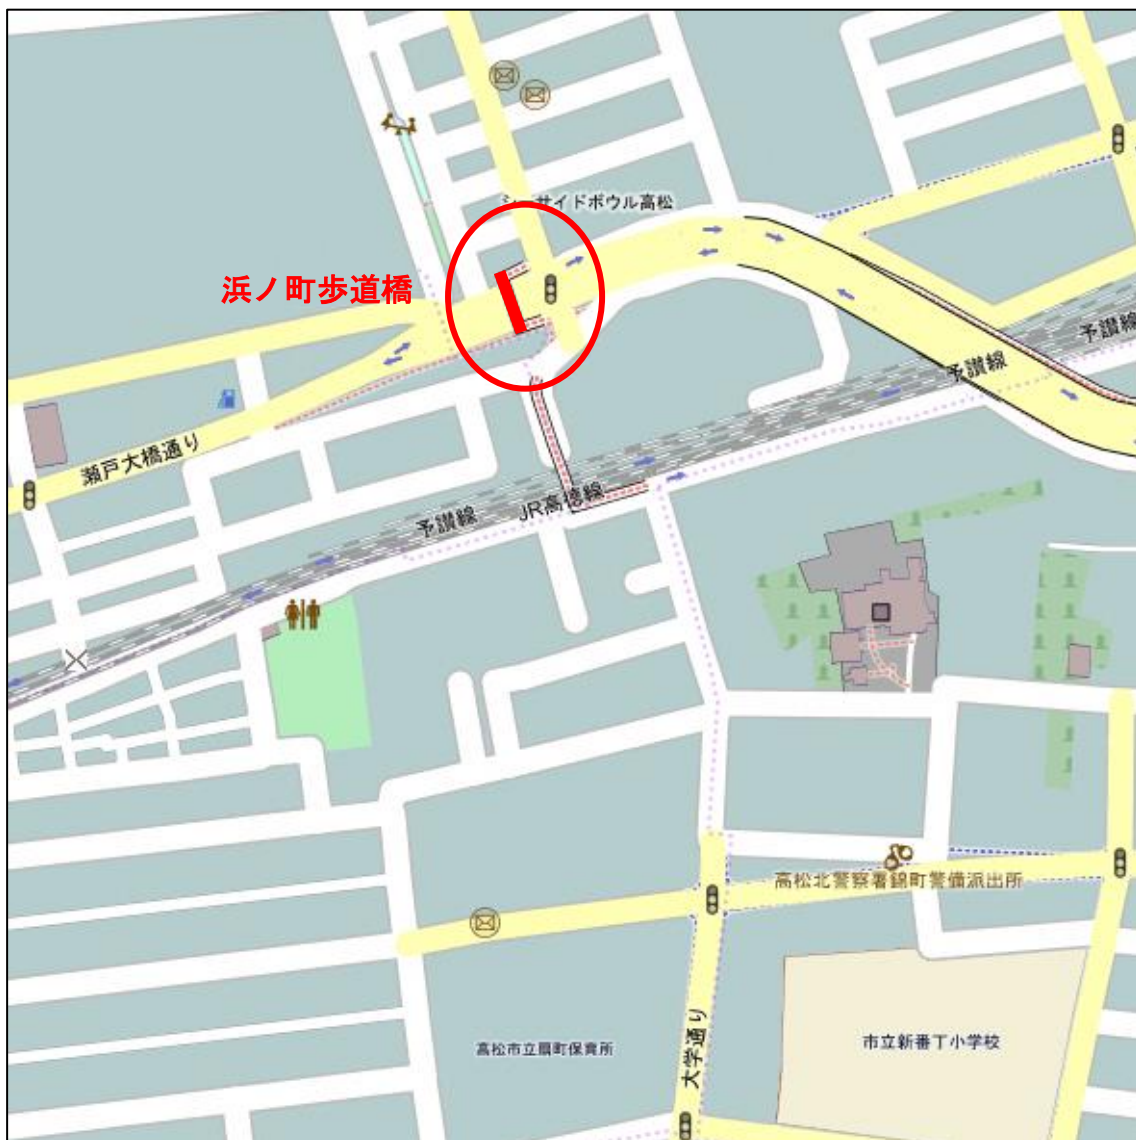 シーサイドボウル高松
浜ノ町歩道橋
予讃線
予讃線
瀬戸大橋通り
予讃線
JR高徳線
高松北警察署錦町警備派出所
大学通り
市立新番丁小学校
高松市立扇町保育所